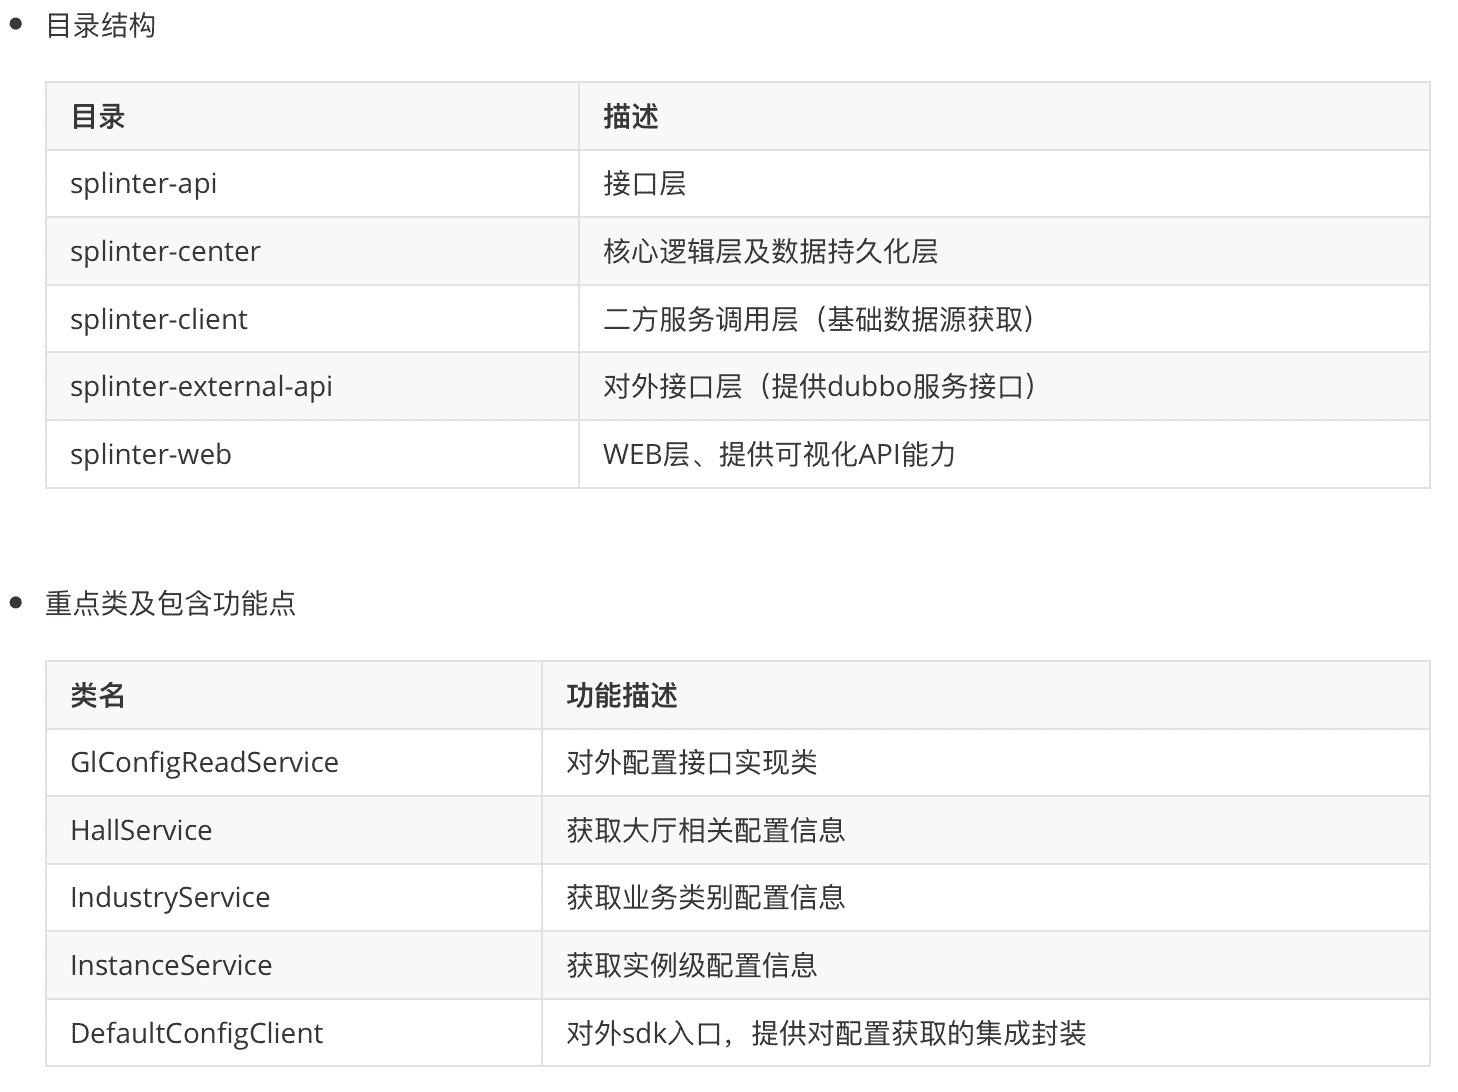 目录结构
目录 描述
splinter-api 接口层
splinter-center 核心逻辑层及数据持久化层
splinter-client 二方服务调用层（基础数据源获取）
splinter-external-api 对外接口层（提供dubbo服务接口）
splinter-web WEB层、提供可视化API能力
重点类及包含功能点
类名 功能描述
GlConfigReadService 对外配置接口实现类
HallService 获取大厅相关配置信息
IndustryService 获取业务类别配置信息
InstanceService 获取实例级配置信息
DefaultConfigClient 对外sdk入口，提供对配置获取的集成封装